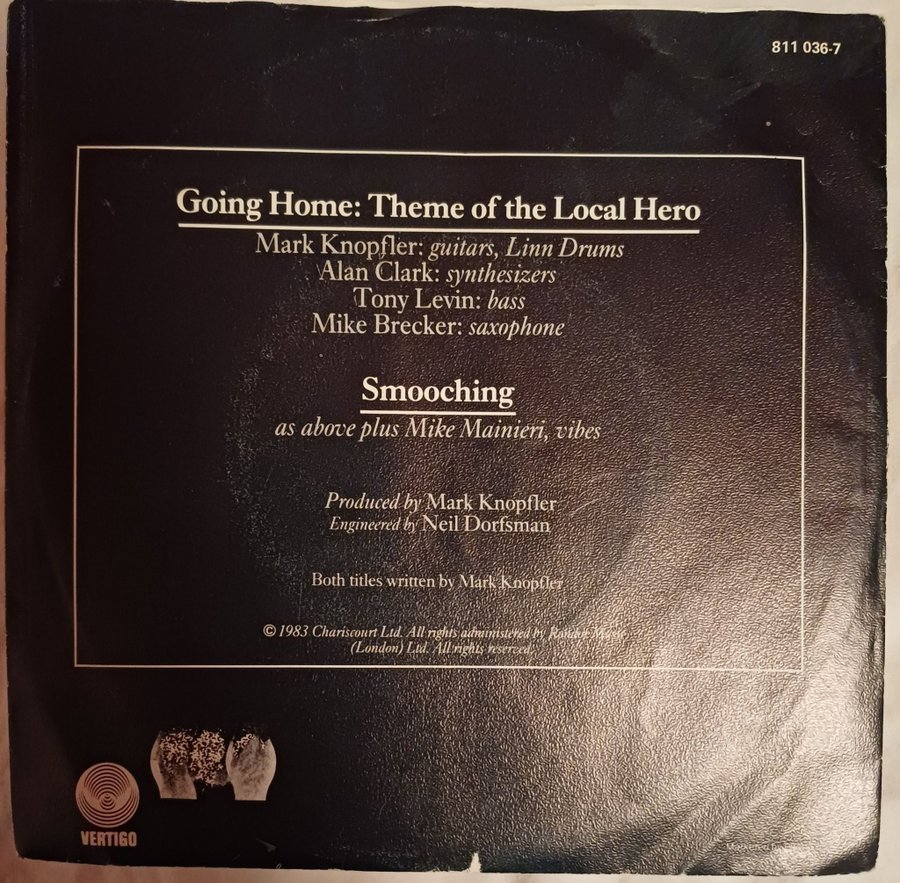 811 036-7
Going Home: Theme of the Local Hero
Mark Knopfler: guitars, Linn Drums
Alan Clark: synthesizers
Tony Levin: bass
Mike Brecker: saxophone
Smooching
as above plus Mike Mainieri, vibes
Produced by Mark Knopfler
Engineered by Neil Dorfsman
Both titles written by Mark Knopfler
© 1983 Chariscourt Ltd. All rights administered by Rondor Music
(London) Ltd. All rights reserved.
VERTIGO